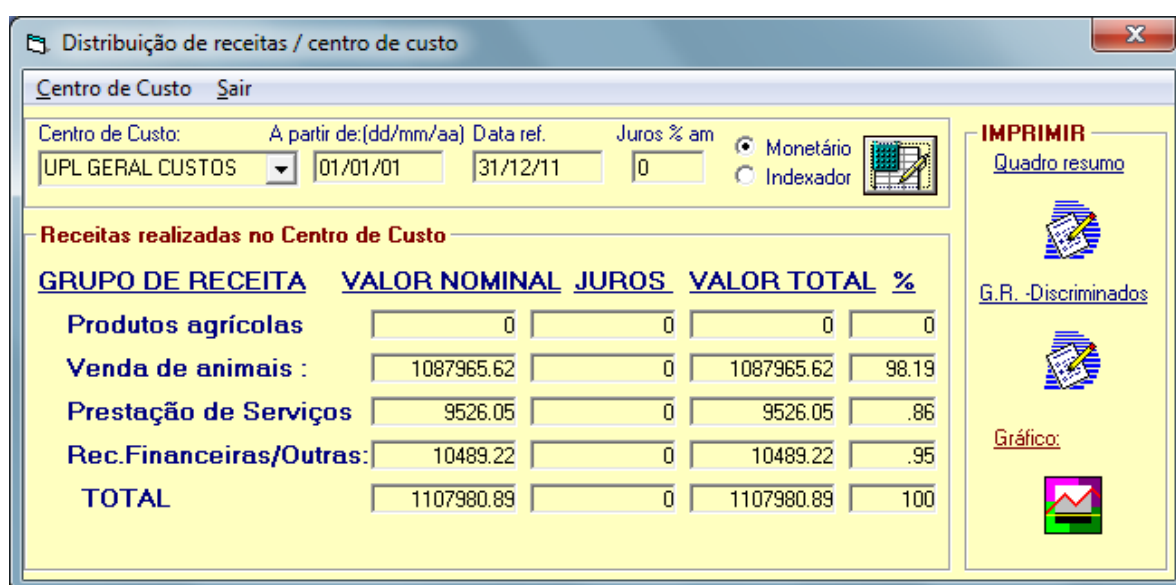 Distribuição de receitas / centro de custo
Centro de Custo Sair
Centro de Custo: A partir de:(dd/mm/aa) Data ref. Juros % am
UPL GERAL CUSTOS 01/01/01 31/12/11 0
Monetário
Indexador
Receitas realizadas no Centro de Custo
GRUPO DE RECEITA VALOR NOMINAL JUROS VALOR TOTAL %
Produtos agrícolas 0 0 0 0
Venda de animais : 1087965.62 0 1087965.62 98.19
Prestação de Serviços 9526.05 0 9526.05 .86
Rec.Financeiras/Outras: 10489.22 0 10489.22 .95
TOTAL 1107980.89 0 1107980.89 100
IMPRIMIR
Quadro resumo
G.R. -Discriminados
Gráfico: